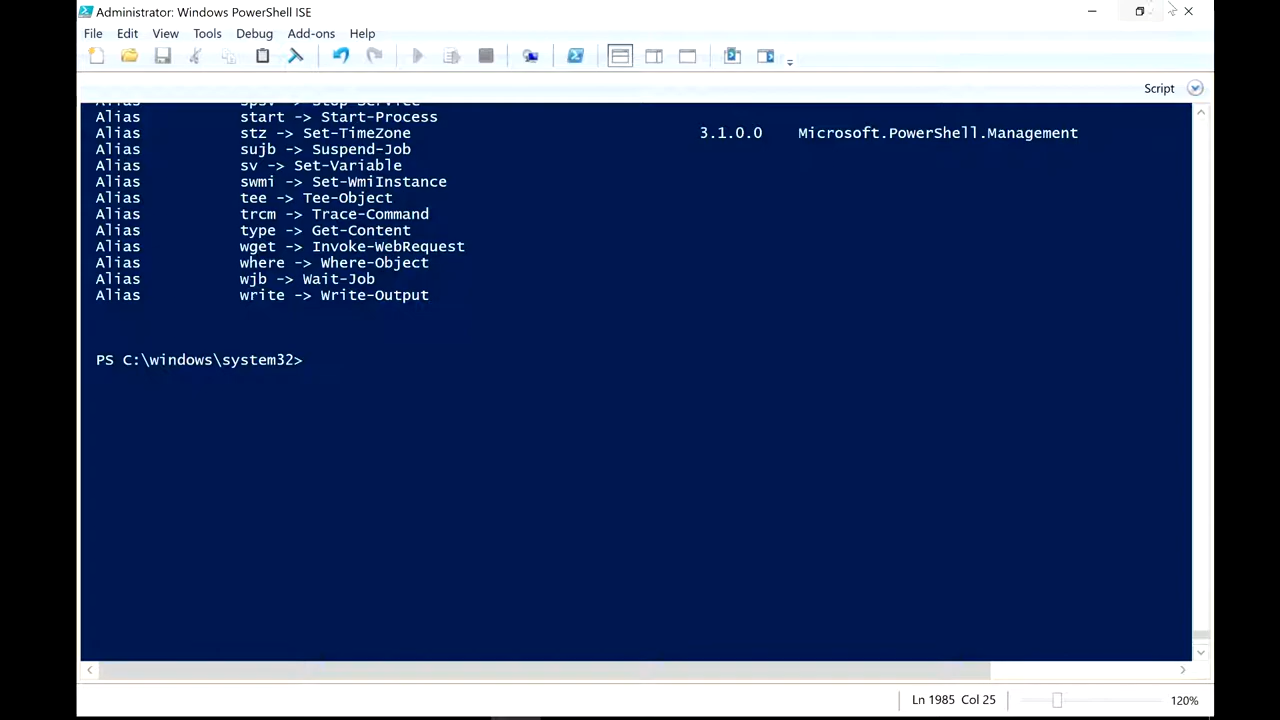 Administrator: Windows PowerShell ISE
File Edit View Tools Debug Add-ons Help
Script
Alias spsv -> Stop-Service
Alias start -> Start-Process
Alias stz -> Set-TimeZone 3.1.0.0 Microsoft.PowerShell.Management
Alias sujb -> Suspend-Job
Alias sv -> Set-Variable
Alias swmi -> Set-WmiInstance
Alias tee -> Tee-Object
Alias trcm -> Trace-Command
Alias type -> Get-Content
Alias wget -> Invoke-WebRequest
Alias where -> Where-Object
Alias wjb -> Wait-Job
Alias write -> Write-Output
PS C:\windows\system32>
Ln 1985 Col 25 120%